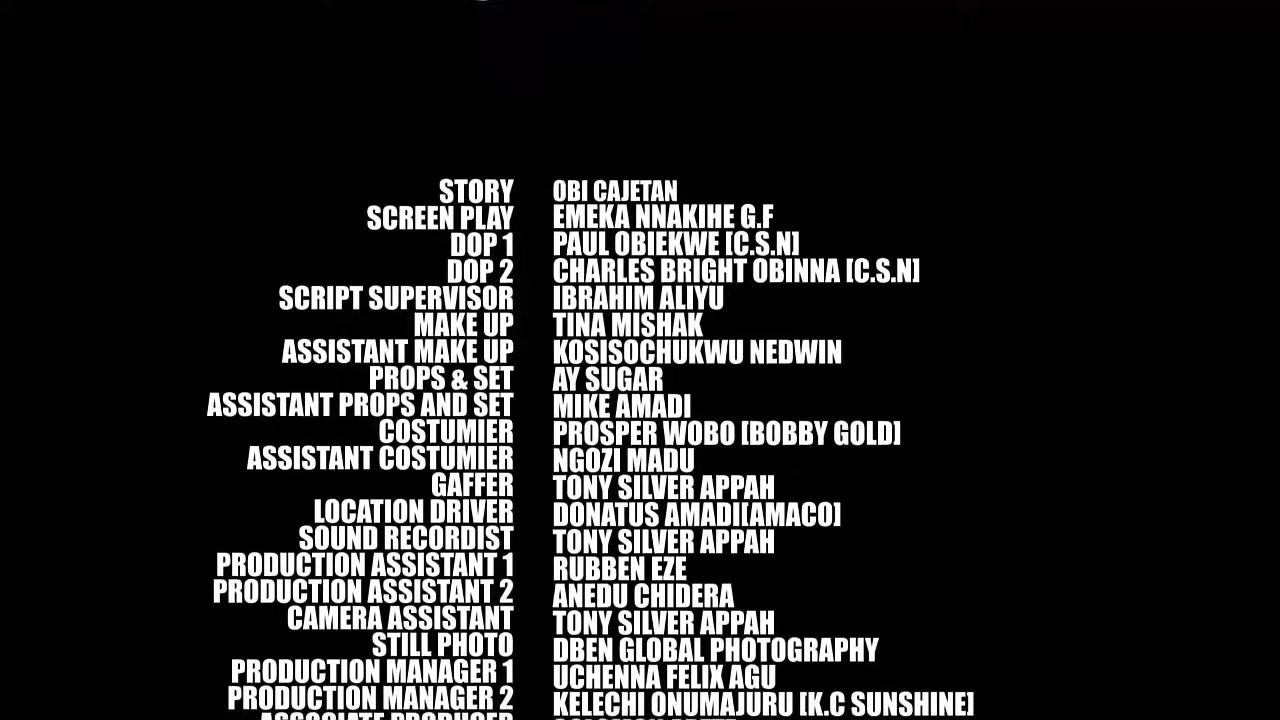 STORY OBI CAJETAN
SCREEN PLAY EMEKA NNAKIHE G.F
DOP 1 PAUL OBIEKWE [C.S.N]
DOP 2 CHARLES BRIGHT OBINNA [C.S.N]
SCRIPT SUPERVISOR IBRAHIM ALIYU
MAKE UP TINA MISHAK
ASSISTANT MAKE UP KOSISOCHUKWU NEDWIN
PROPS & SET AY SUGAR
ASSISTANT PROPS AND SET MIKE AMADI
COSTUMIER PROSPER WOBO [BOBBY GOLD]
ASSISTANT COSTUMIER NGOZI MADU
GAFFER TONY SILVER APPAH
LOCATION DRIVER DONATUS AMADI[AMACO]
SOUND RECORDIST TONY SILVER APPAH
PRODUCTION ASSISTANT 1 RUBBEN EZE
PRODUCTION ASSISTANT 2 ANEDU CHIDERA
CAMERA ASSISTANT TONY SILVER APPAH
STILL PHOTO DBEN GLOBAL PHOTOGRAPHY
PRODUCTION MANAGER 1 UCHENNA FELIX AGU
PRODUCTION MANAGER 2 KELECHI ONUMAJURU [K.C SUNSHINE]
ASSOCIATE PRODUCER